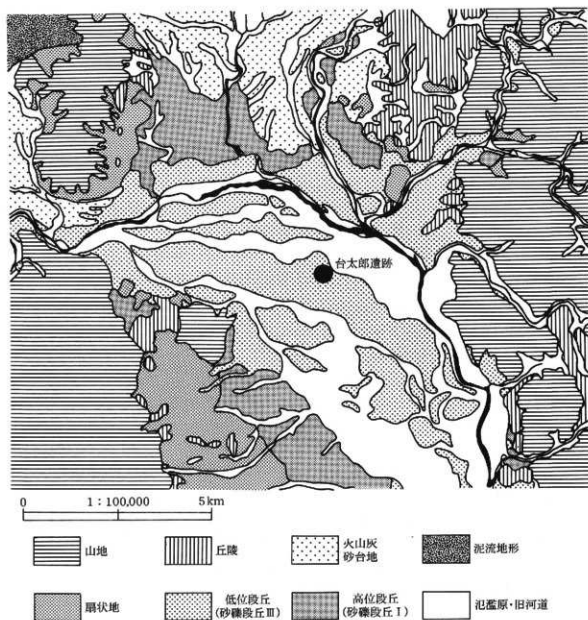 台太郎遺跡
0 1:100,000 5km
山地
丘陵
火山灰
砂台地
泥流地形
扇状地
低位段丘
(砂礫段丘Ⅲ)
高位段丘
(砂礫段丘Ⅰ)
氾濫原・旧河道